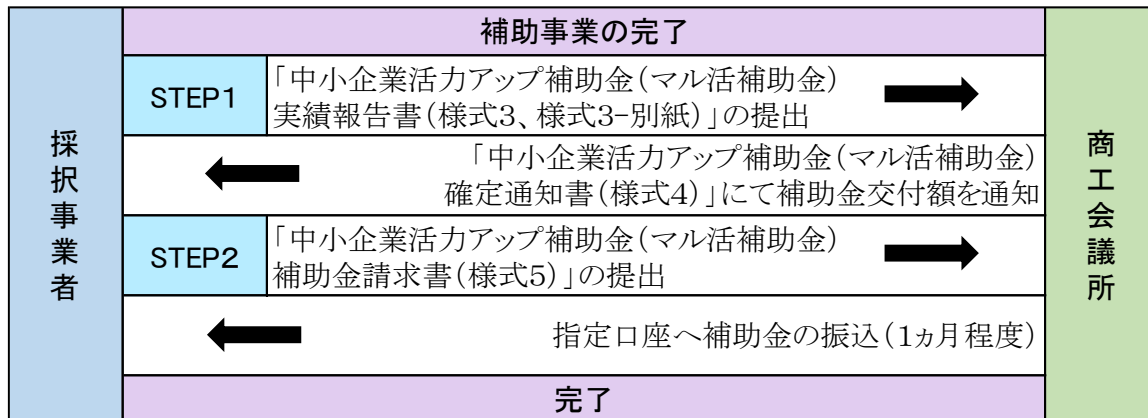 採択事業者
補助事業の完了
STEP1
「中小企業活力アップ補助金(マル活補助金)
実績報告書(様式3、様式3-別紙)」の提出
「中小企業活力アップ補助金(マル活補助金)
確定通知書(様式4)」にて補助金交付額を通知
STEP2
「中小企業活力アップ補助金(マル活補助金)
補助金請求書(様式5)」の提出
指定口座へ補助金の振込(1ヵ月程度)
完了
商工会議所